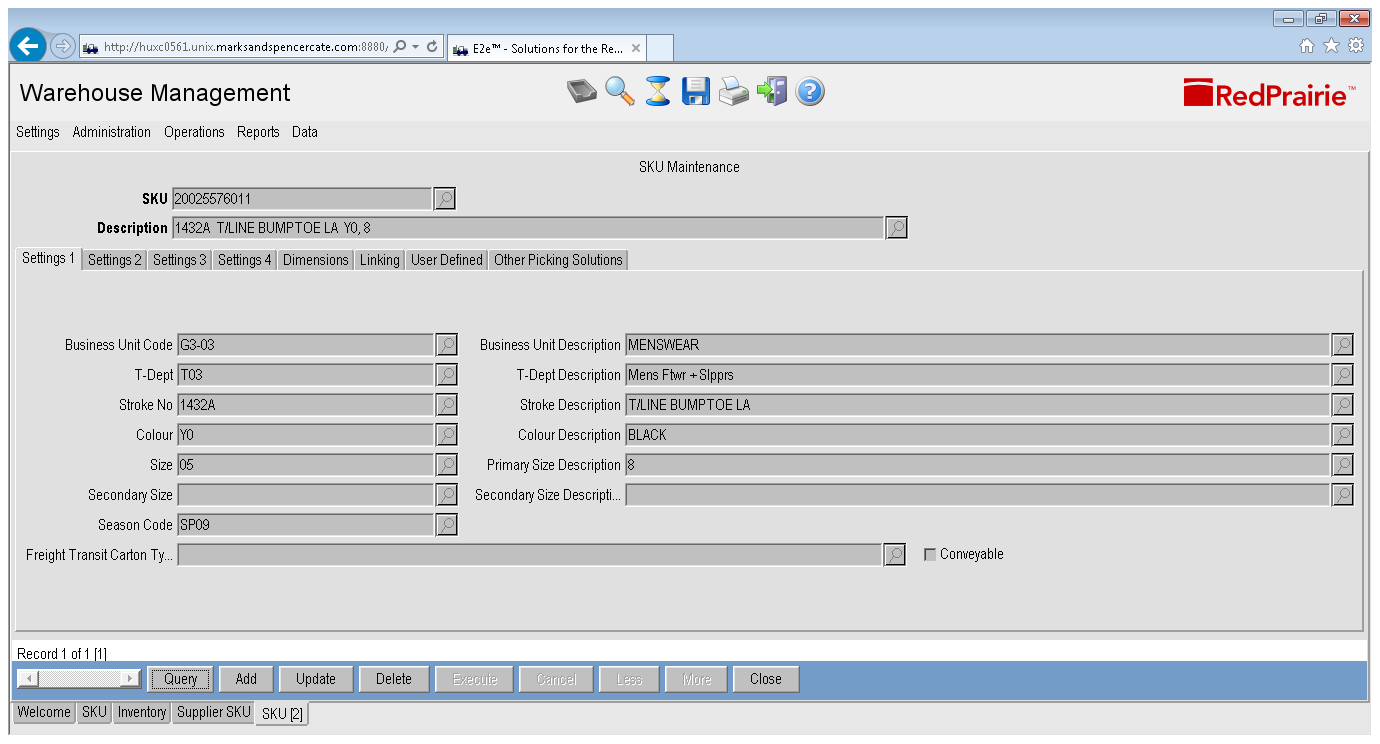 http://huxc0561.unix.marksandspencercate.com:8880, E2e™ - Solutions for the Re...
Warehouse Management RedPrairie™
Settings Administration Operations Reports Data
SKU Maintenance
SKU 20025576011
Description 1432A T/LINE BUMPTOE LA Y0, 8
Settings 1 Settings 2 Settings 3 Settings 4 Dimensions Linking User Defined Other Picking Solutions
Business Unit Code G3-03 Business Unit Description MENSWEAR
T-Dept T03 T-Dept Description Mens Ftwr + Slpprs
Stroke No 1432A Stroke Description T/LINE BUMPTOE LA
Colour Y0 Colour Description BLACK
Size 05 Primary Size Description 8
Secondary Size Secondary Size Descripti...
Season Code SP09
Freight Transit Carton Ty... Conveyable
Record 1 of 1 [1]
Query Add Update Delete Execute Cancel Less More Close
Welcome SKU Inventory Supplier SKU SKU [2]